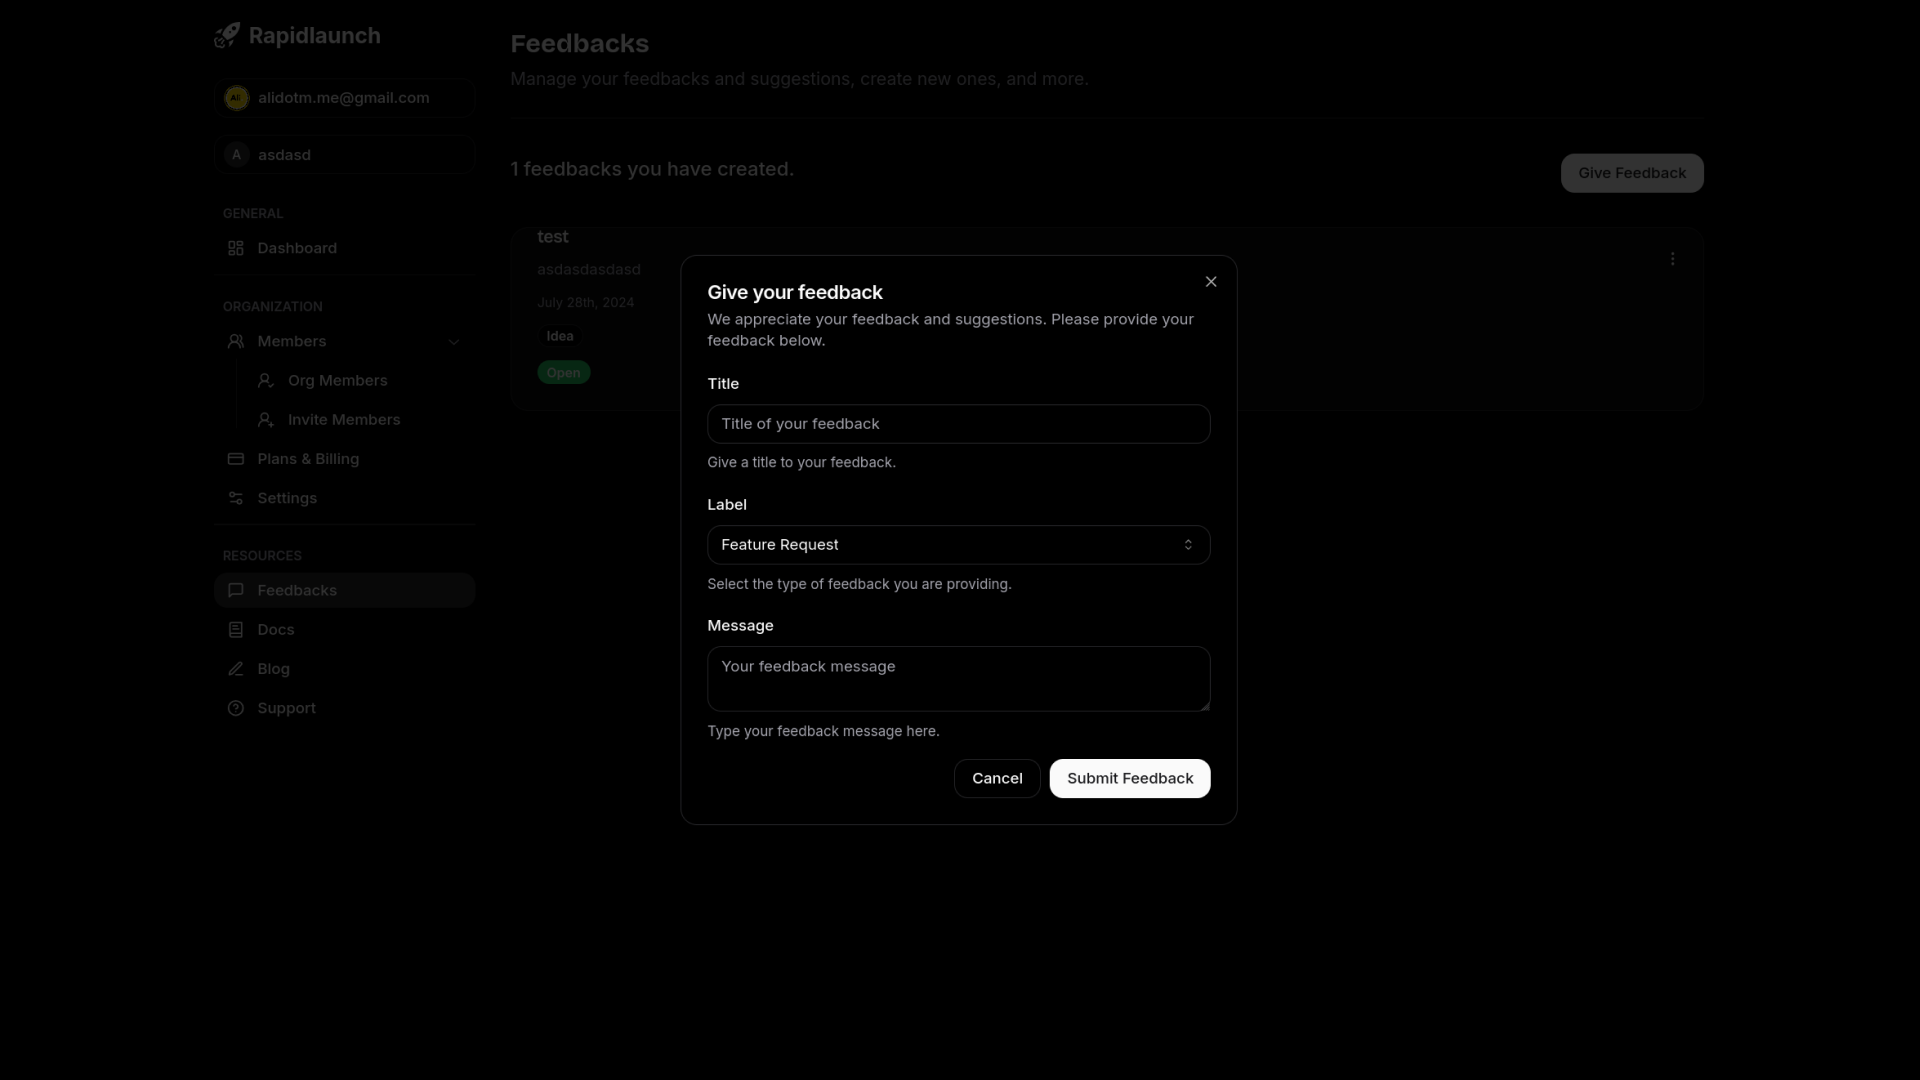 Rapidlaunch
alidotm.me@gmail.com
A
asdasd
GENERAL
Dashboard
ORGANIZATION
Members
Org Members
Invite Members
Plans & Billing
Settings
RESOURCES
Feedbacks
Docs
Blog
Support
Feedbacks
Manage your feedbacks and suggestions, create new ones, and more.
1 feedbacks you have created.
Give Feedback
test
asdasdasdasd
July 28th, 2024
Idea
Open
Give your feedback
We appreciate your feedback and suggestions. Please provide your
feedback below.
Title
Title of your feedback
Give a title to your feedback.
Label
Feature Request
Select the type of feedback you are providing.
Message
Your feedback message
Type your feedback message here.
Cancel
Submit Feedback